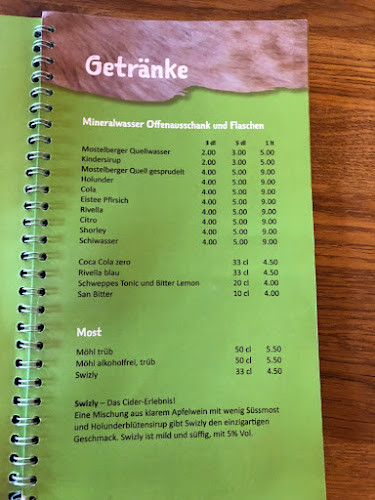 Getränke
Mineralwasser Offenausschank und Flaschen
3 dl 5 dl 1 lt
Mostelberger Quellwasser 2.00 3.00 5.00
Kindersirup 2.00 3.00 5.00
Mostelberger Quell gesprudelt 4.00 5.00 9.00
Holunder 4.00 5.00 9.00
Cola 4.00 5.00 9.00
Eistee Pfirsich 4.00 5.00 9.00
Rivella 4.00 5.00 9.00
Citro 4.00 5.00 9.00
Shorley 4.00 5.00 9.00
Schiwasser 4.00 5.00 9.00
Coca Cola zero 33 cl 4.50
Rivella blau 33 cl 4.50
Schweppes Tonic und Bitter Lemon 20 cl 4.00
San Bitter 10 cl 4.00
Most
Möhl trüb 50 cl 5.50
Möhl alkoholfrei, trüb 50 cl 5.50
Swizly 33 cl 4.50
Swizly – Das Cider-Erlebnis!
Eine Mischung aus klarem Apfelwein mit wenig Süssmost
und Holunderblütensirup gibt Swizly den einzigartigen
Geschmack. Swizly ist mild und süffig, mit 5% Vol.